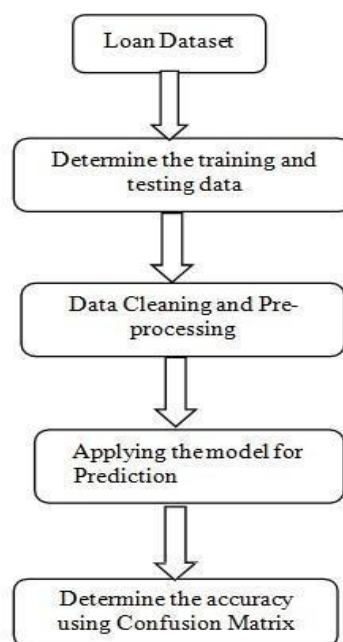 Loan Dataset
Determine the training and
testing data
Data Cleaning and Pre-
processing
Applying the model for
Prediction
Determine the accuracy
using Confusion Matrix